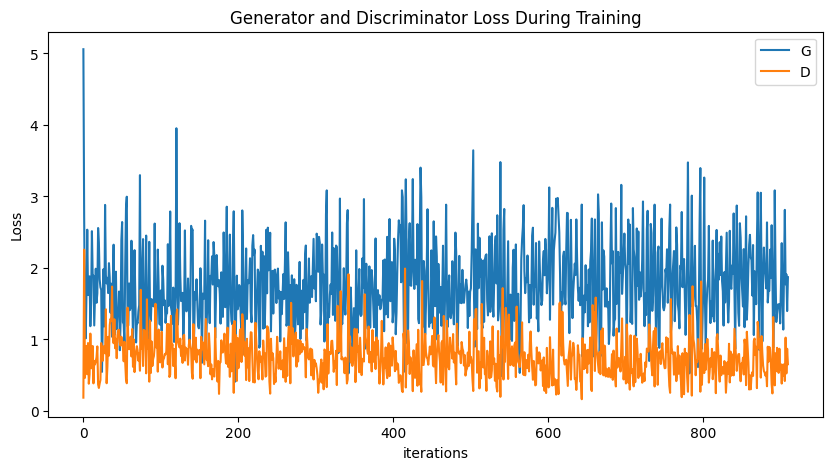 Generator and Discriminator Loss During Training
G
D
5
4
3
2
1
0
Loss
0
200
400
600
800
iterations